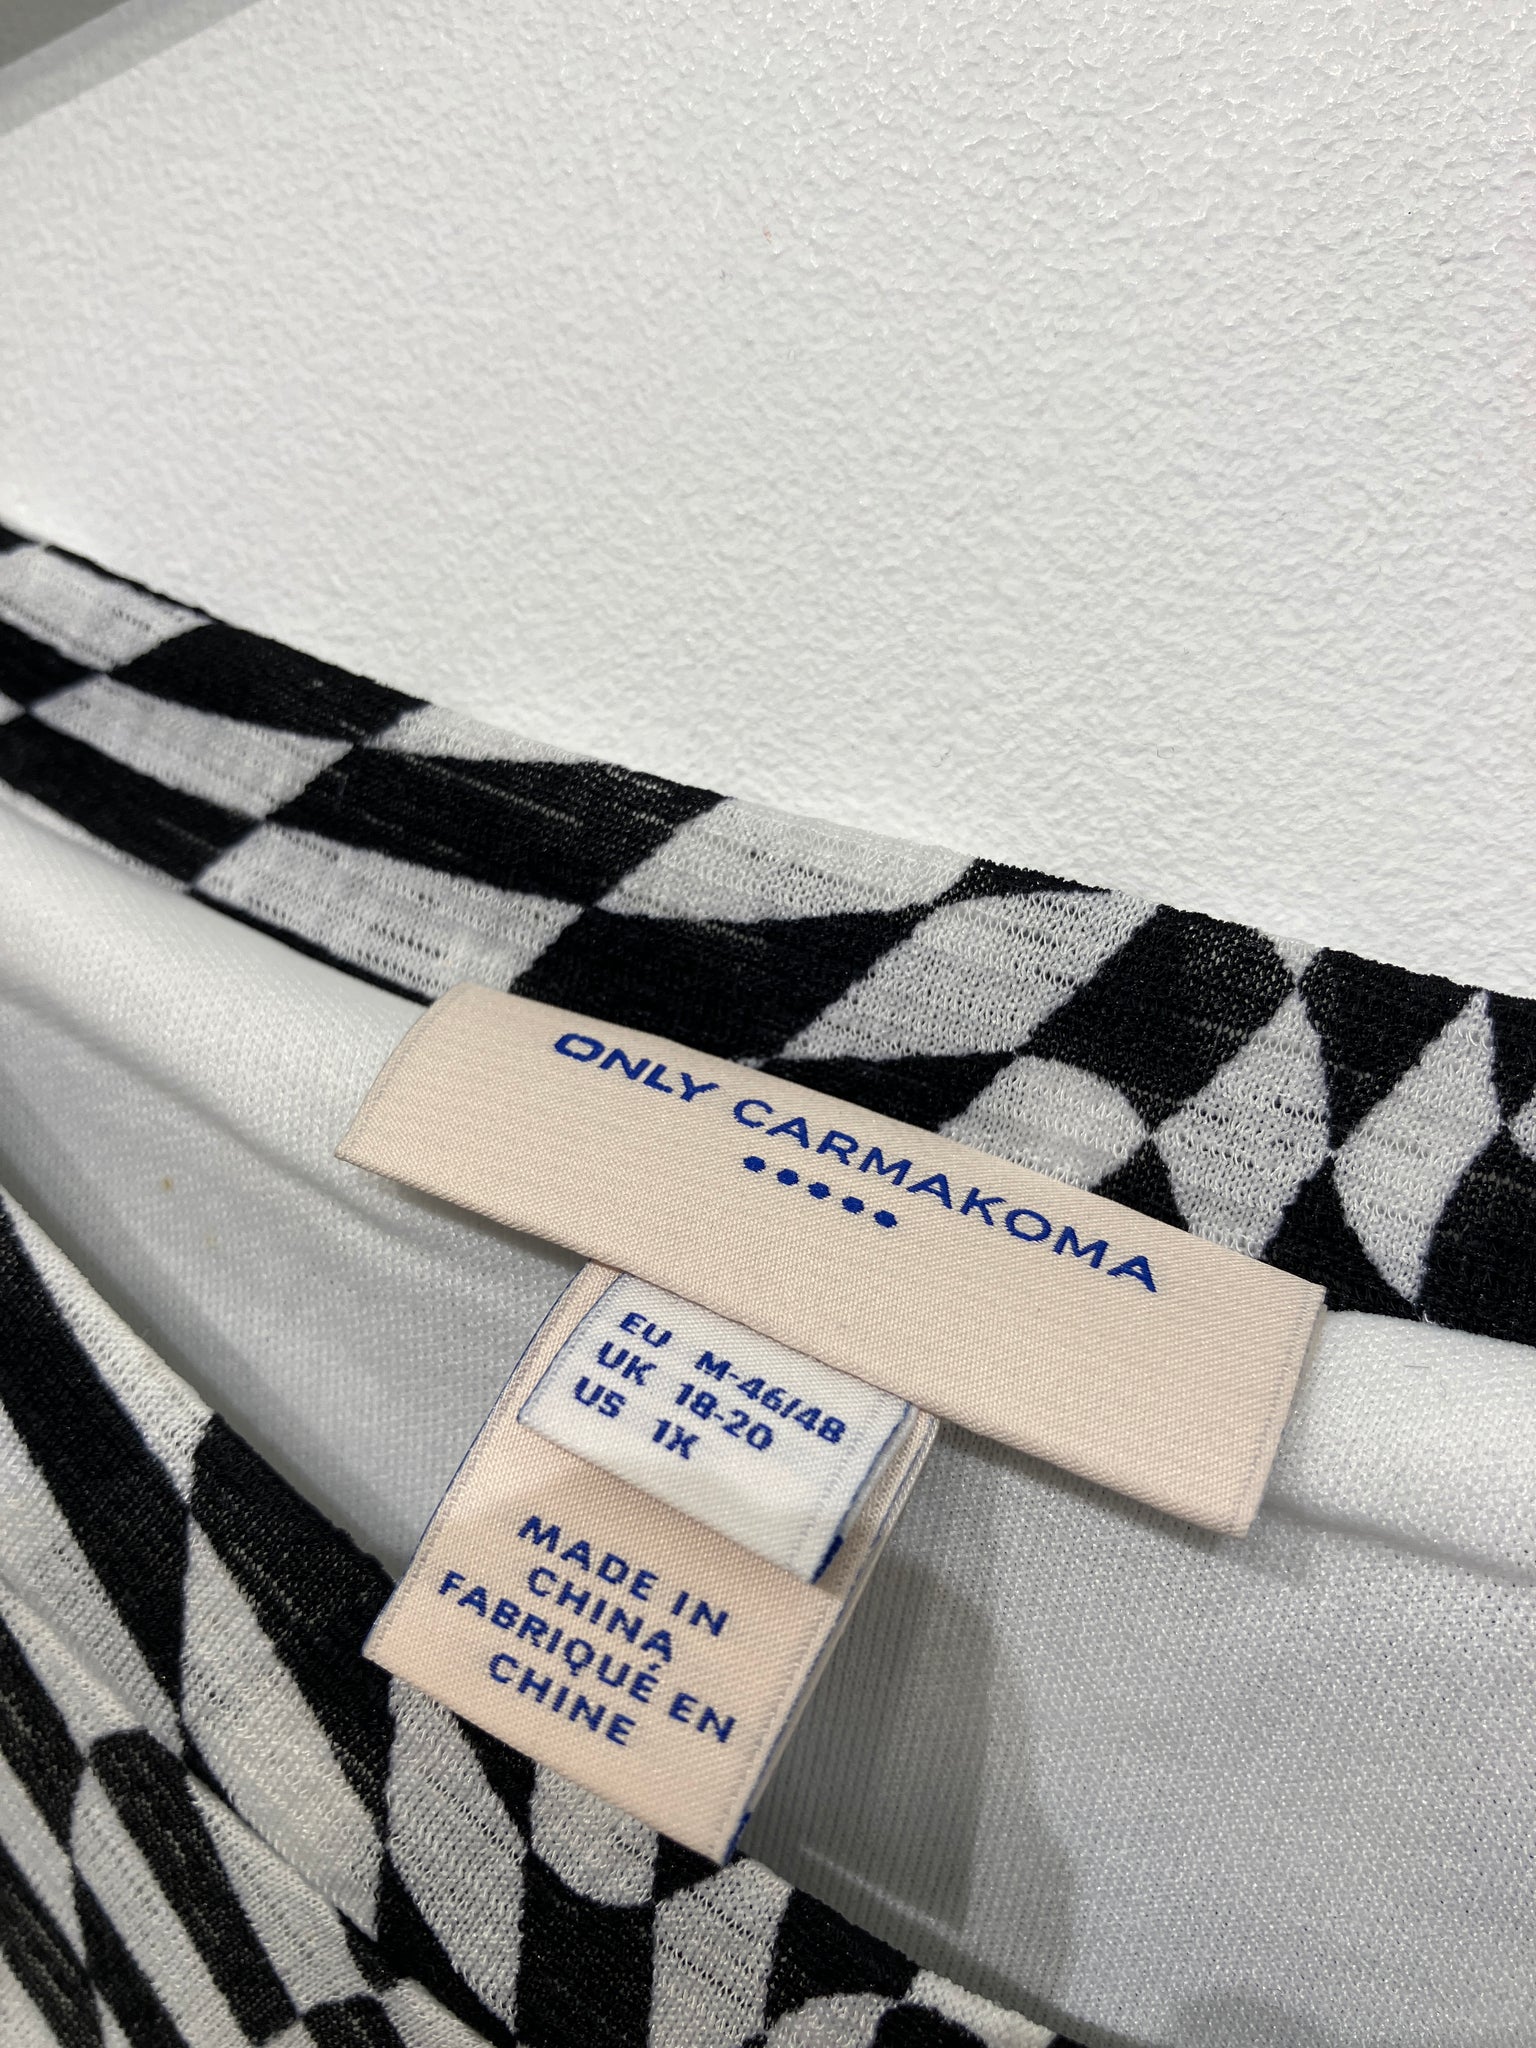 ONLY CARMAKOMA
EU M-46/48
UK 18-20
US 1X
MADE IN
CHINA
FABRIQUÉ EN
CHINE